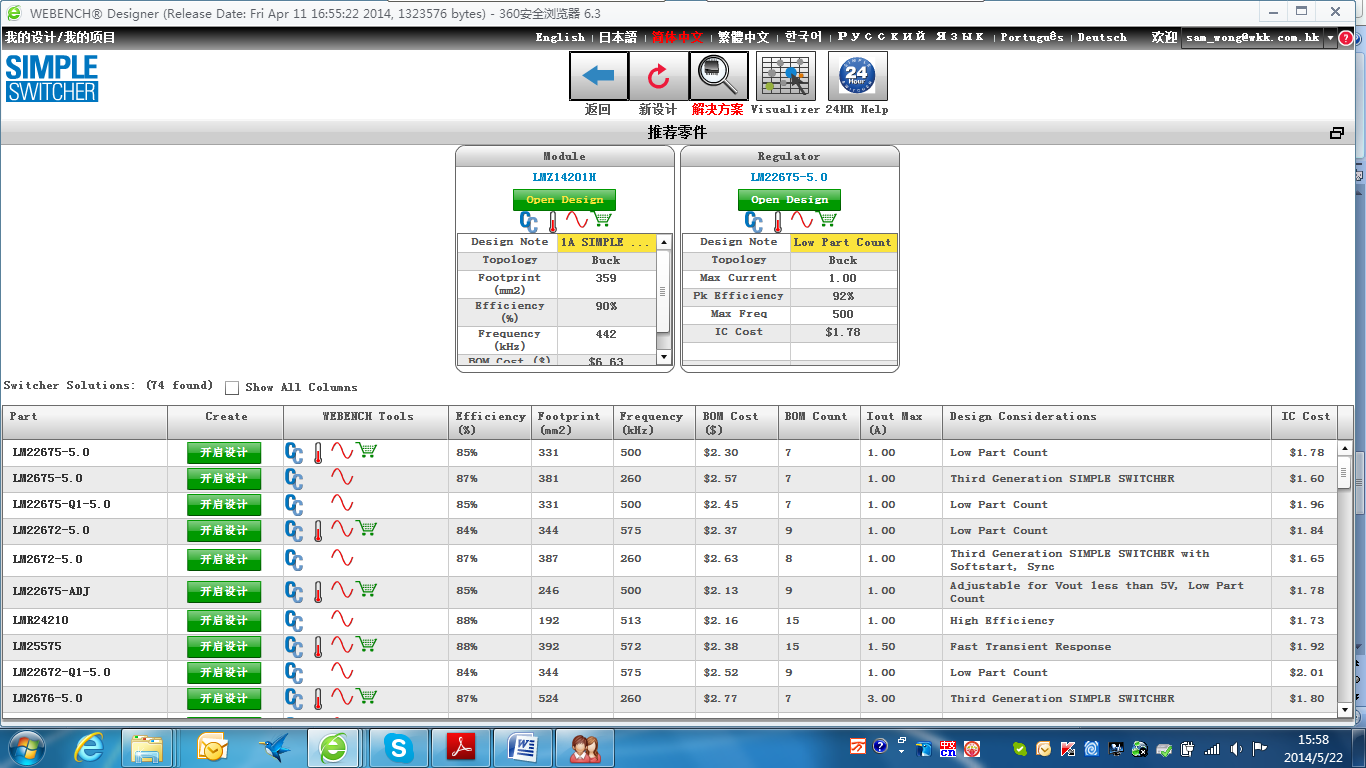 WEBENCH® Designer (Release Date: Fri Apr 11 16:55:22 2014, 1323576 bytes) - 360安全浏览器 6.3
我的设计/我的项目
English | 日本語 | 简体中文 | 繁體中文 | 한국어 | РУССКИЙ ЯЗЫК | Português | Deutsch 欢迎 sam_wong@wkk.com.hk ?
SIMPLE
SWITCHER
24
Hour
返回 新设计 解决方案 Visualizer 24HR Help
推荐零件
Module
LMZ14201H
Open Design
Design Note 1A SIMPLE ...
Topology Buck
Footprint (mm2) 359
Efficiency (%) 90%
Frequency (kHz) 442
BOM Cost ($) $6.63
Regulator
LM22675-5.0
Open Design
Design Note Low Part Count
Topology Buck
Max Current 1.00
Pk Efficiency 92%
Max Freq 500
IC Cost $1.78
Switcher Solutions: (74 found) Show All Columns
Part Create WEBENCH Tools Efficiency (%) Footprint (mm2) Frequency (kHz) BOM Cost ($) BOM Count Iout Max (A) Design Considerations IC Cost
LM22675-5.0 开启设计 85% 331 500 $2.30 7 1.00 Low Part Count $1.78
LM2675-5.0 开启设计 87% 381 260 $2.57 7 1.00 Third Generation SIMPLE SWITCHER $1.60
LM22675-Q1-5.0 开启设计 85% 331 500 $2.45 7 1.00 Low Part Count $1.96
LM22672-5.0 开启设计 84% 344 575 $2.37 9 1.00 Low Part Count $1.84
LM2672-5.0 开启设计 87% 387 260 $2.63 8 1.00 Third Generation SIMPLE SWITCHER with Softstart, Sync $1.65
LM22675-ADJ 开启设计 85% 246 500 $2.13 9 1.00 Adjustable for Vout less than 5V, Low Part Count $1.78
LMR24210 开启设计 88% 192 513 $2.16 15 1.00 High Efficiency $1.73
LM25575 开启设计 88% 392 572 $2.38 15 1.50 Fast Transient Response $1.92
LM22672-Q1-5.0 开启设计 84% 344 575 $2.52 9 1.00 Low Part Count $2.01
LM2676-5.0 开启设计 87% 524 260 $2.77 7 3.00 Third Generation SIMPLE SWITCHER $1.80
15:58
2014/5/22